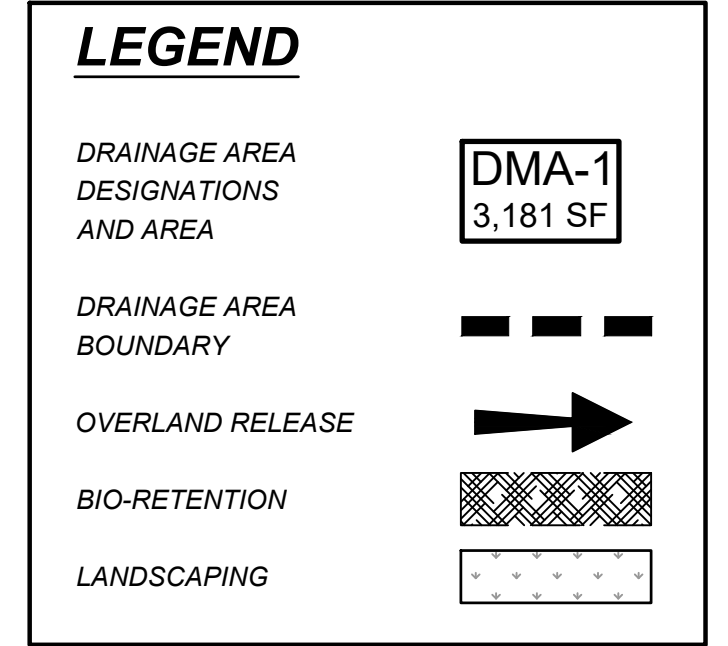 LEGEND
DRAINAGE AREA
DESIGNATIONS
AND AREA
DMA-1
3,181 SF
DRAINAGE AREA
BOUNDARY
OVERLAND RELEASE
BIO-RETENTION
LANDSCAPING